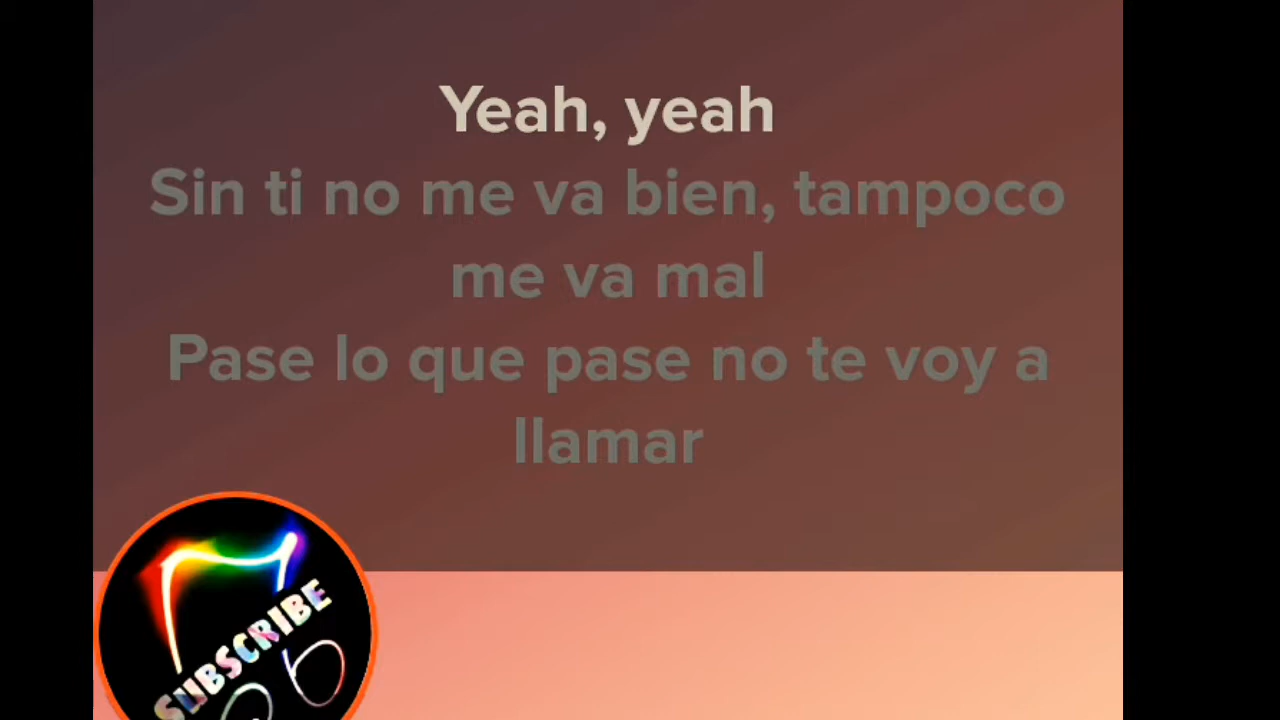 Yeah, yeah
Sin ti no me va bien, tampoco
me va mal
Pase lo que pase no te voy a
llamar
SUBSCRIBE